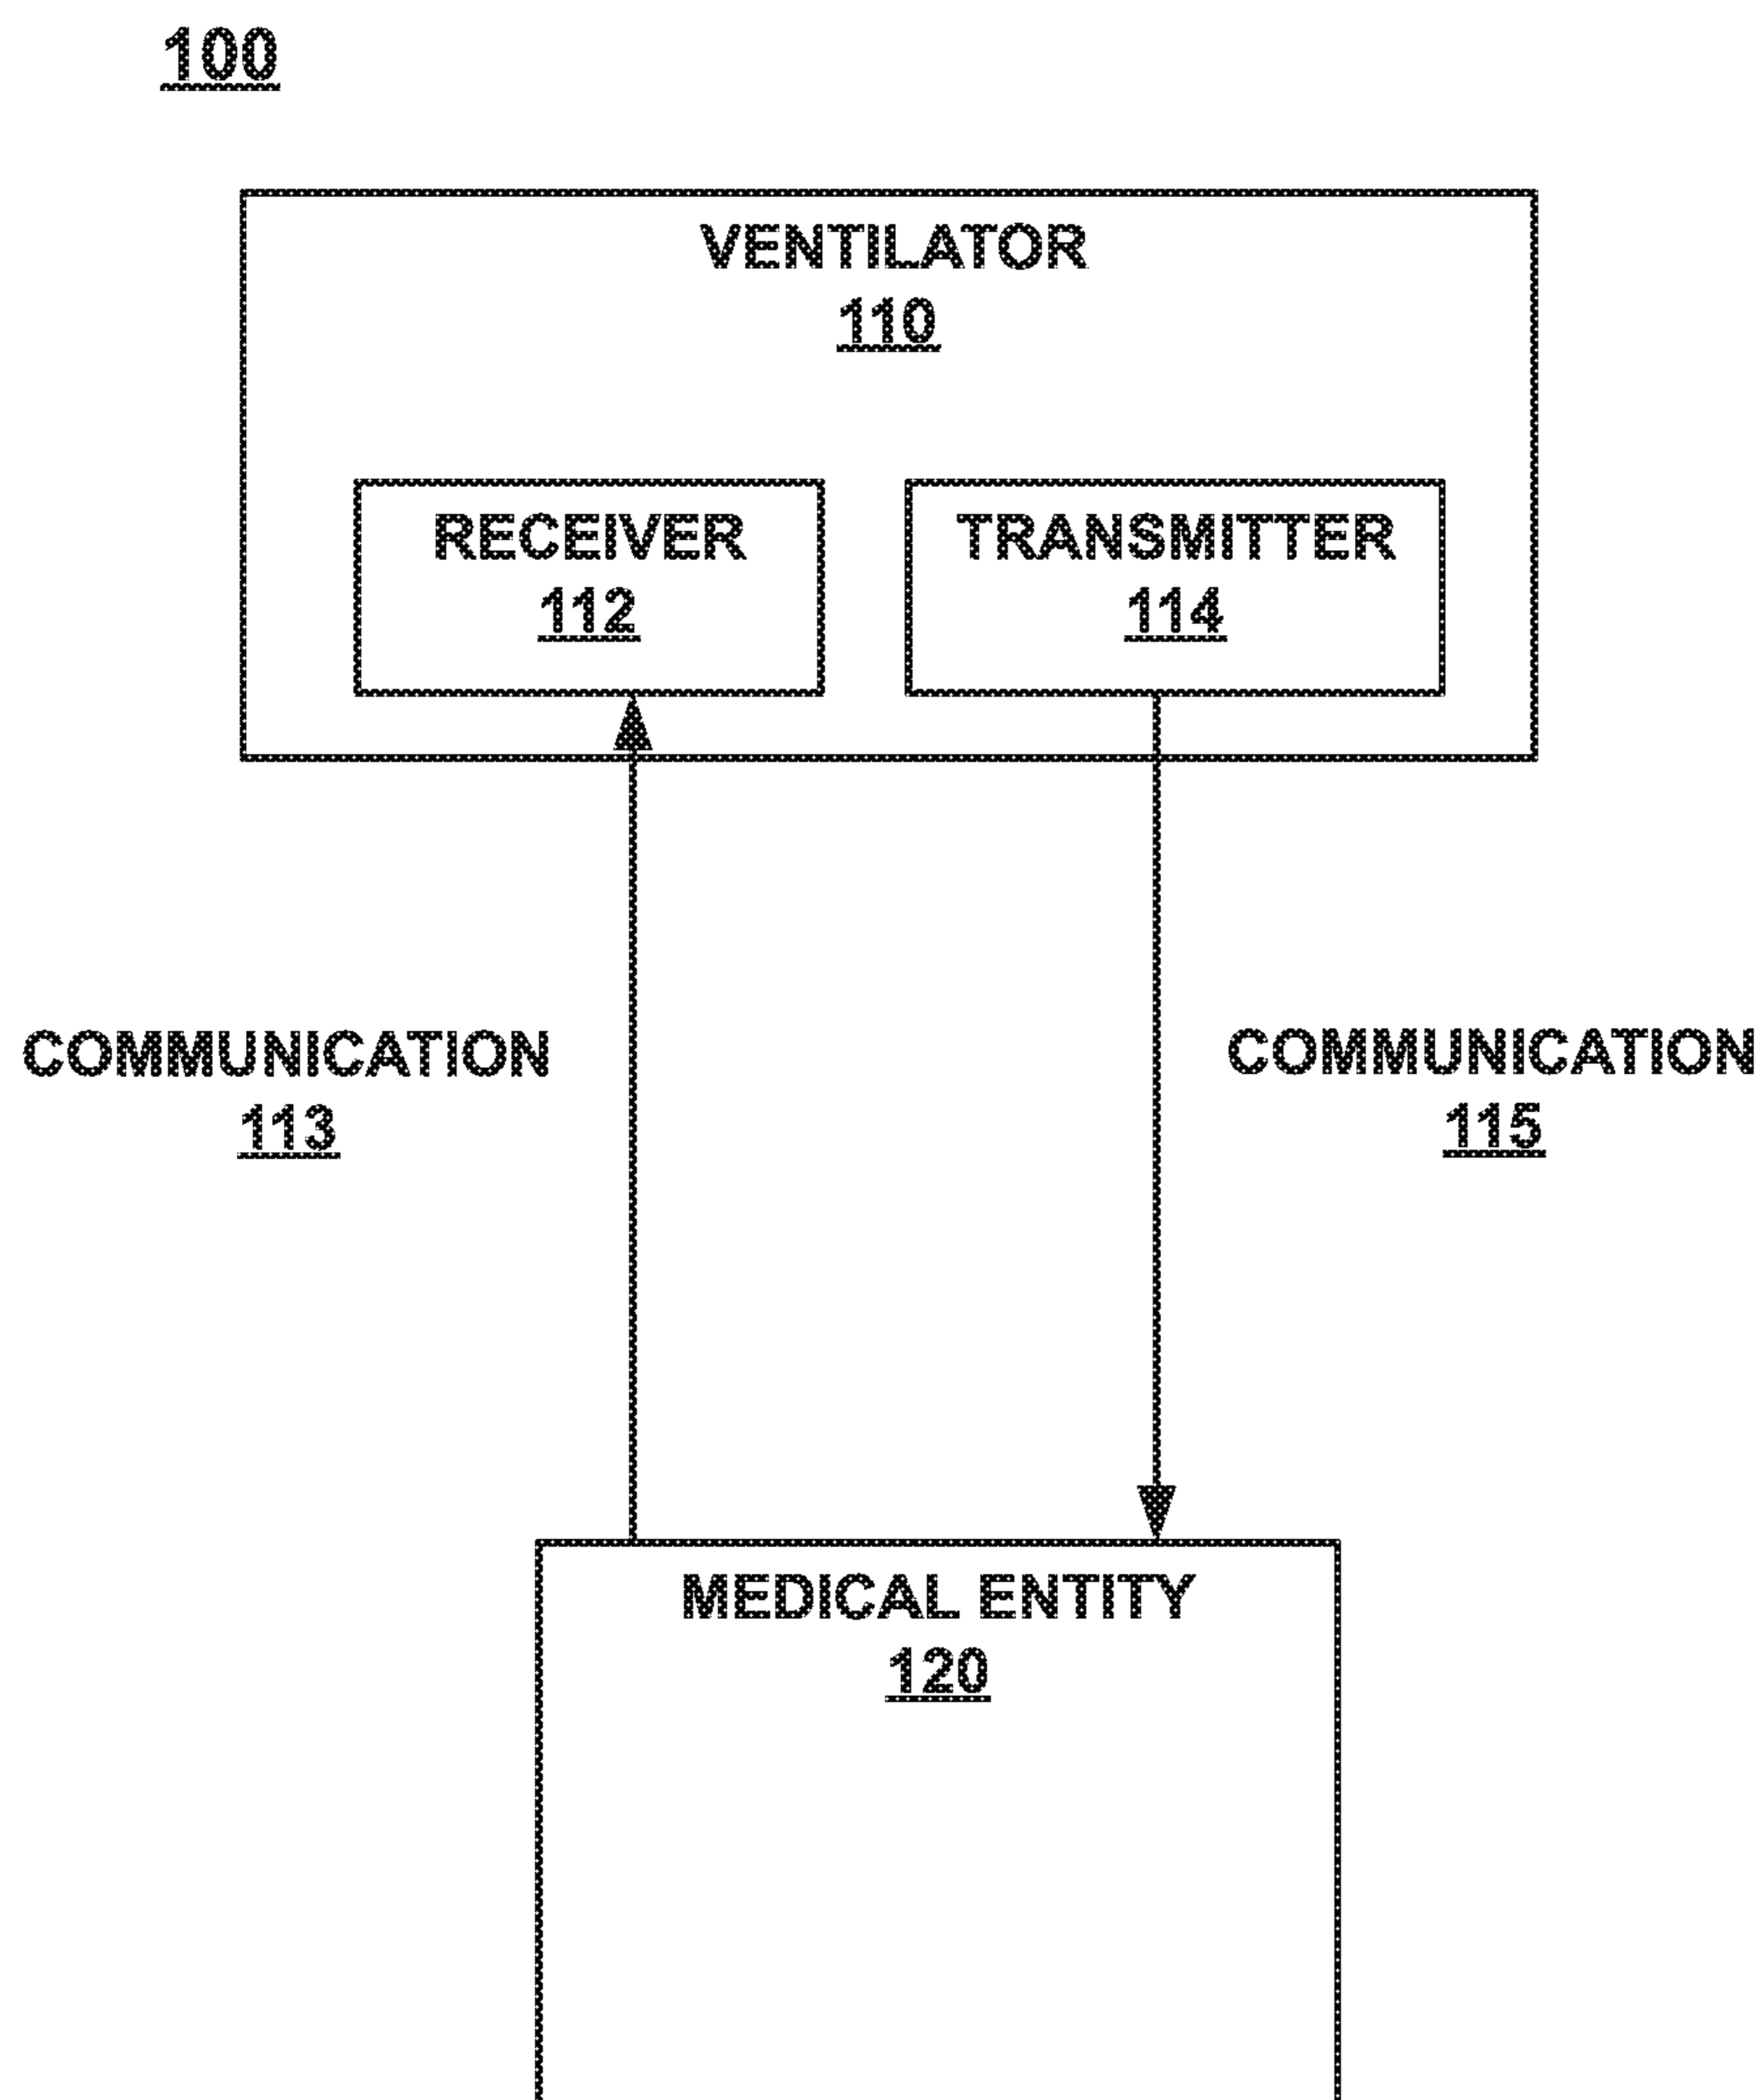 100
VENTILATOR
110
RECEIVER
112
TRANSMITTER
114
COMMUNICATION
113
COMMUNICATION
115
MEDICAL ENTITY
120